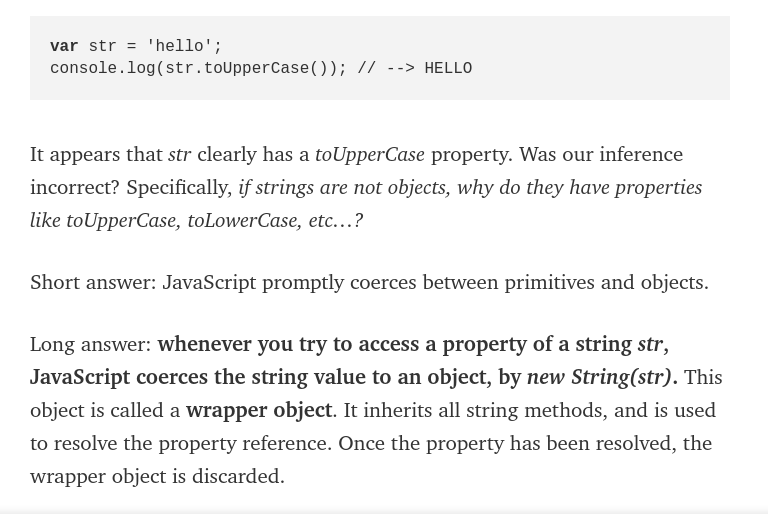 var str = 'hello';
console.log(str.toUpperCase()); // --> HELLO
It appears that str clearly has a toUpperCase property. Was our inference
incorrect? Specifically, if strings are not objects, why do they have properties
like toUpperCase, toLowerCase, etc…?
Short answer: JavaScript promptly coerces between primitives and objects.
Long answer: whenever you try to access a property of a string str,
JavaScript coerces the string value to an object, by new String(str). This
object is called a wrapper object. It inherits all string methods, and is used
to resolve the property reference. Once the property has been resolved, the
wrapper object is discarded.